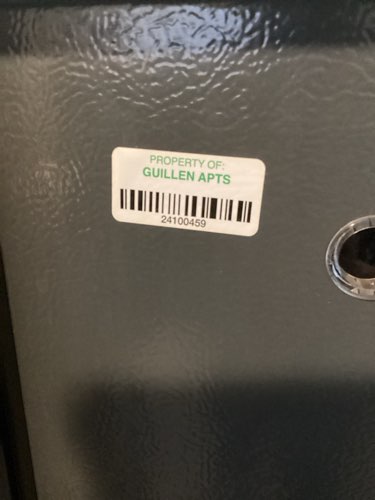 PROPERTY OF:
GUILLEN APTS
24100459